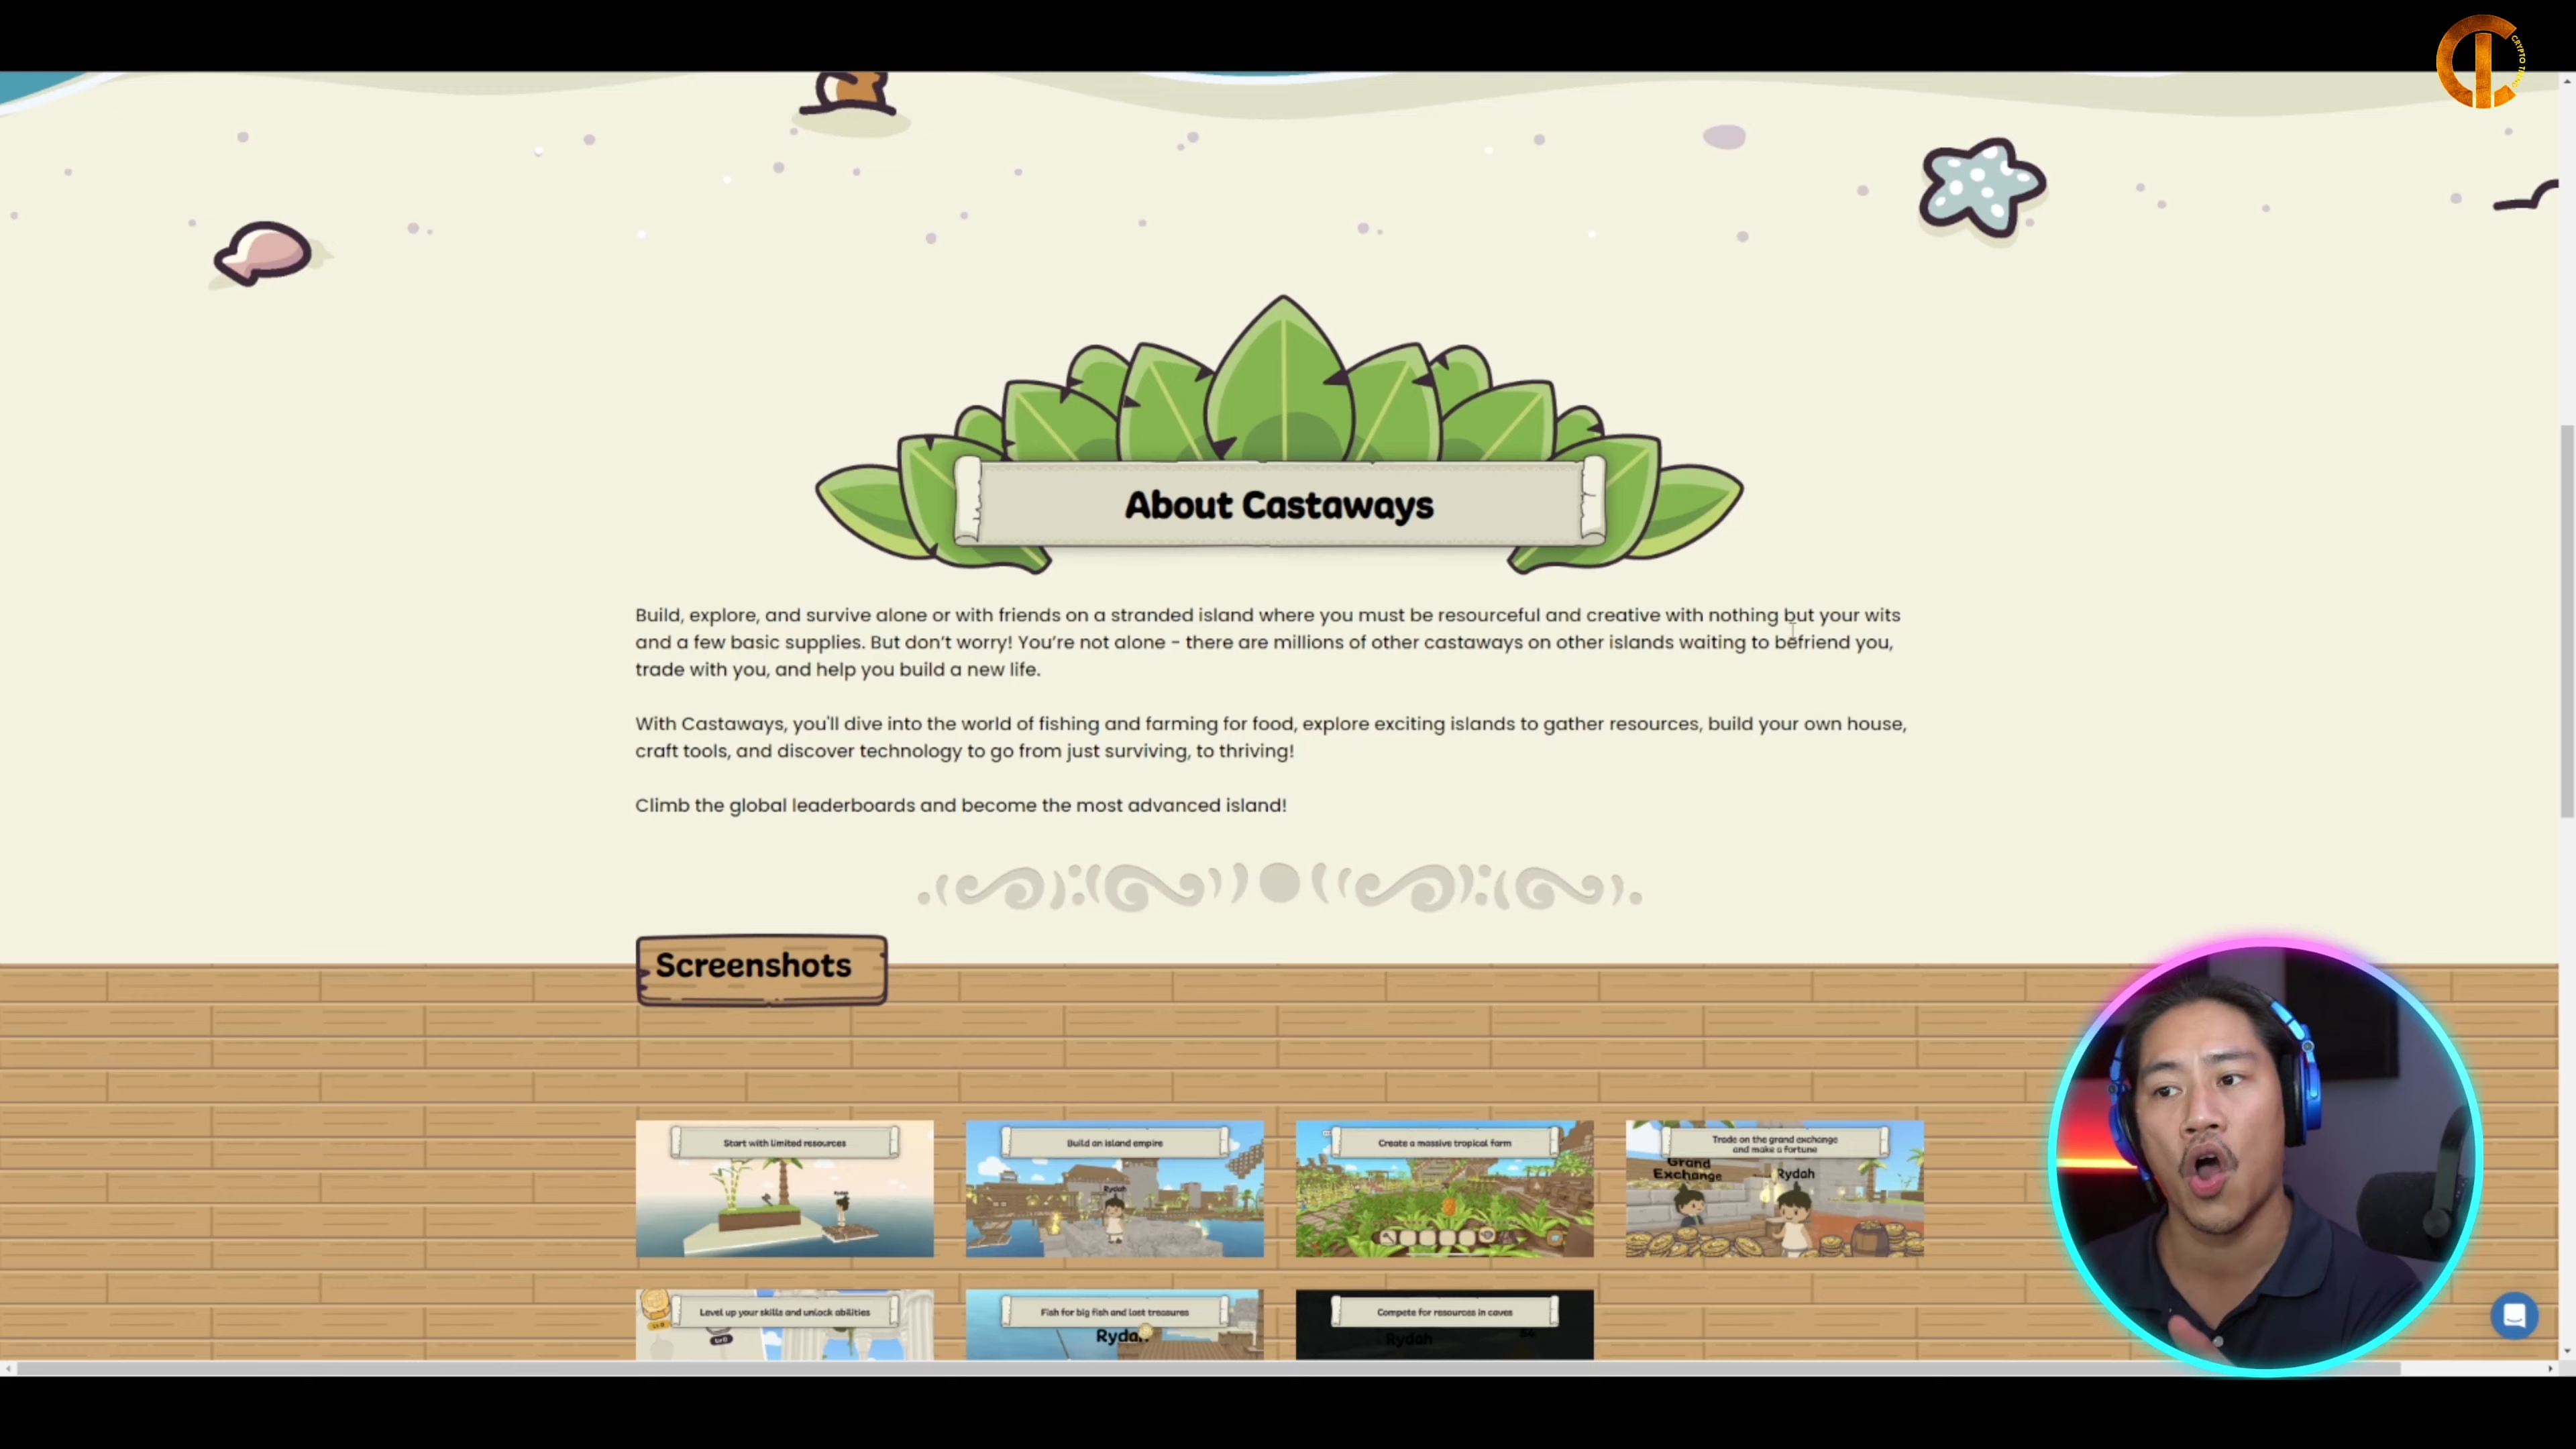 About Castaways
Build, explore, and survive alone or with friends on a stranded island where you must be resourceful and creative with nothing but your wits
and a few basic supplies. But don't worry! You're not alone - there are millions of other castaways on other islands waiting to befriend you,
trade with you, and help you build a new life.
With Castaways, you'll dive into the world of fishing and farming for food, explore exciting islands to gather resources, build your own house,
craft tools, and discover technology to go from just surviving, to thriving!
Climb the global leaderboards and become the most advanced island!
Screenshots
Start with limited resources
Build an island empire
Rydah
Create a massive tropical farm
Trade on the grand exchange
and make a fortune
Grand
Exchange
Rydah
Level up your skills and unlock abilities
Fish for big fish and lost treasures
Rydah
Compete for resources in caves
Rydah